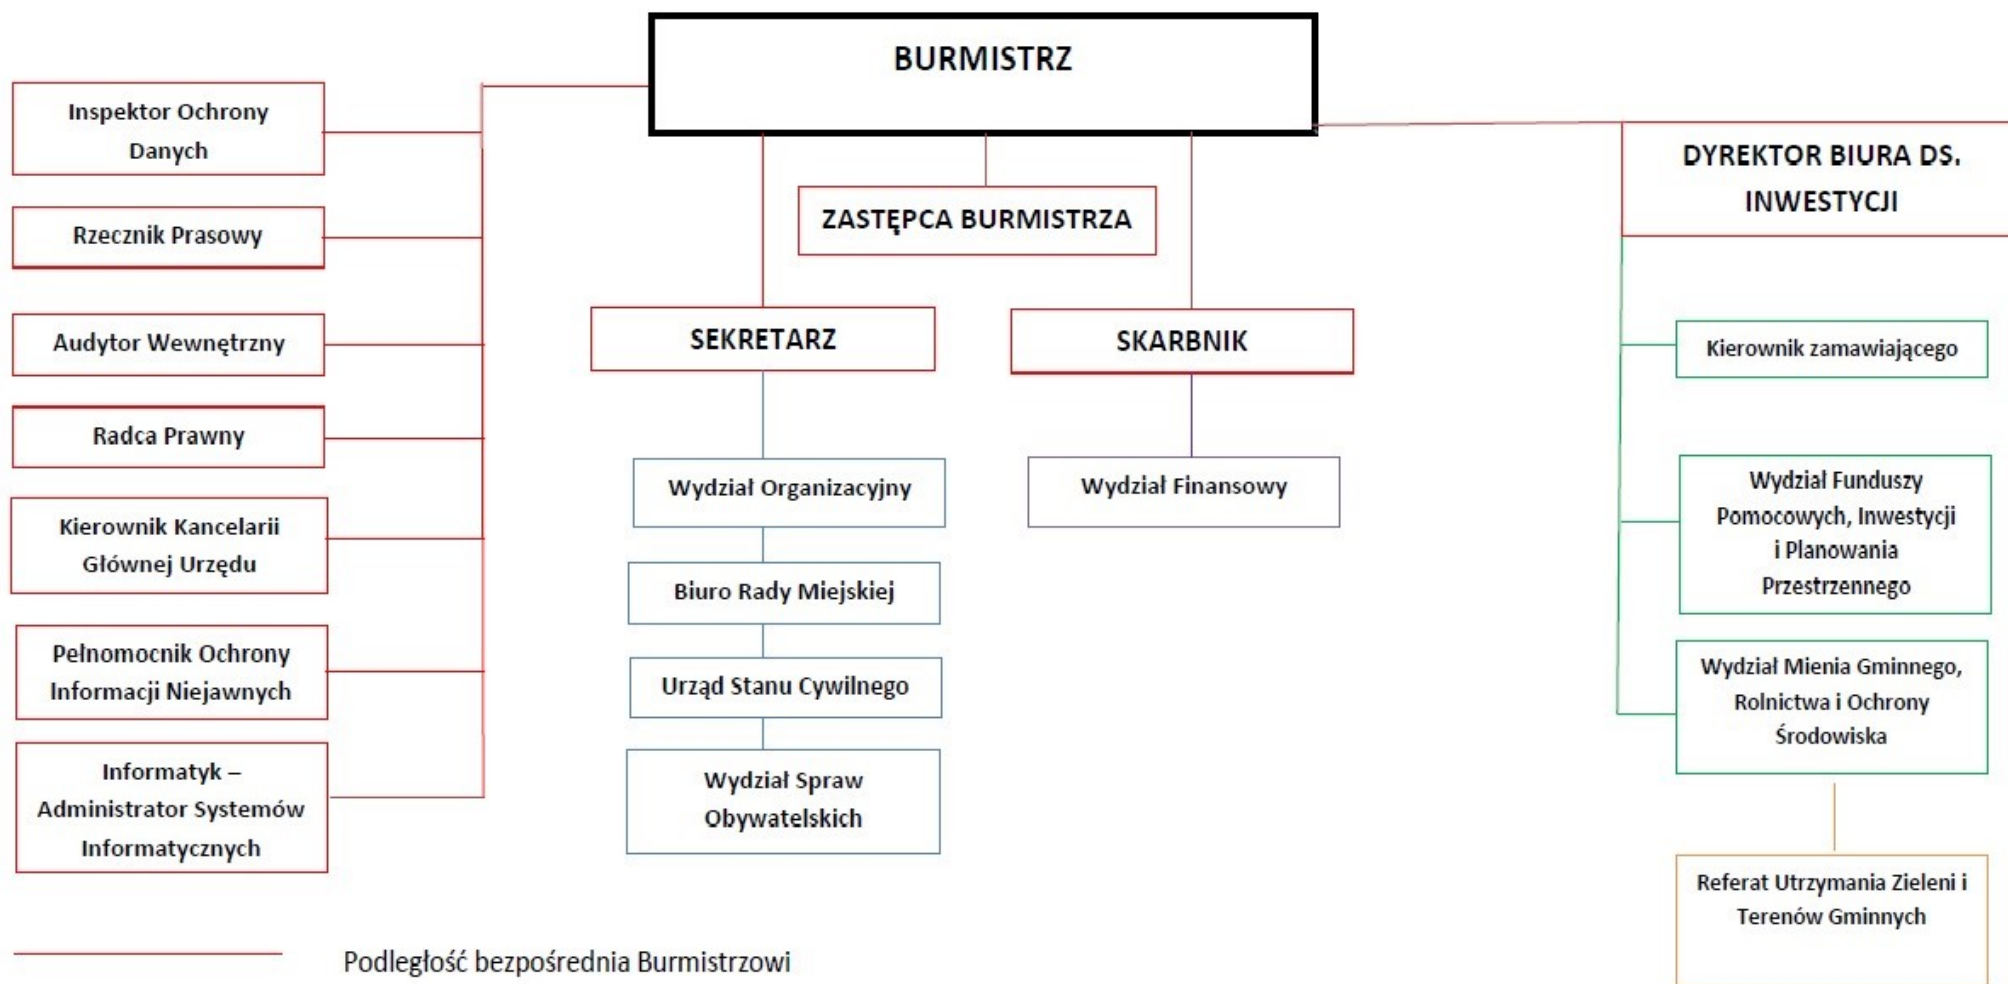 BURMISTRZ
Inspektor Ochrony
Danych
Rzecznik Prasowy
Audytor Wewnętrzny
Radca Prawny
Kierownik Kancelarii
Głównej Urzędu
Pełnomocnik Ochrony
Informacji Niejawnych
Informatyk –
Administrator Systemów
Informatycznych
ZASTĘPCA BURMISTRZA
SEKRETARZ
Wydział Organizacyjny
Biuro Rady Miejskiej
Urząd Stanu Cywilnego
Wydział Spraw
Obywatelskich
SKARBNIK
Wydział Finansowy
DYREKTOR BIURA DS.
INWESTYCJI
Kierownik zamawiającego
Wydział Funduszy
Pomocowych, Inwestycji
i Planowania
Przestrzennego
Wydział Mienia Gminnego,
Rolnictwa i Ochrony
Środowiska
Referat Utrzymania Zieleni i
Terenów Gminnych
Podległość bezpośrednia Burmistrzowi